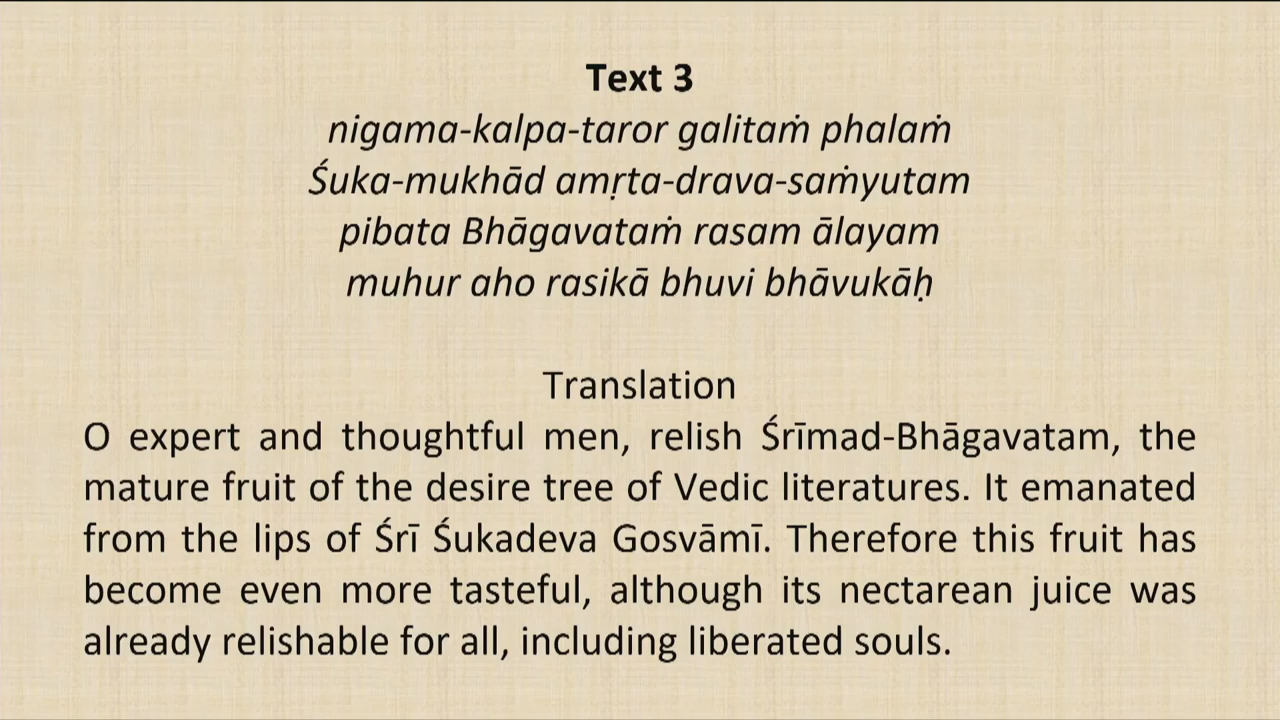 Text 3
nigama-kalpa-taror galitaṁ phalaṁ
Śuka-mukhād amṛta-drava-saṁyutam
pibata Bhāgavataṁ rasam ālayam
muhur aho rasikā bhuvi bhāvukāḥ
Translation
O expert and thoughtful men, relish Śrīmad-Bhāgavatam, the
mature fruit of the desire tree of Vedic literatures. It emanated
from the lips of Śrī Śukadeva Gosvāmī. Therefore this fruit has
become even more tasteful, although its nectarean juice was
already relishable for all, including liberated souls.